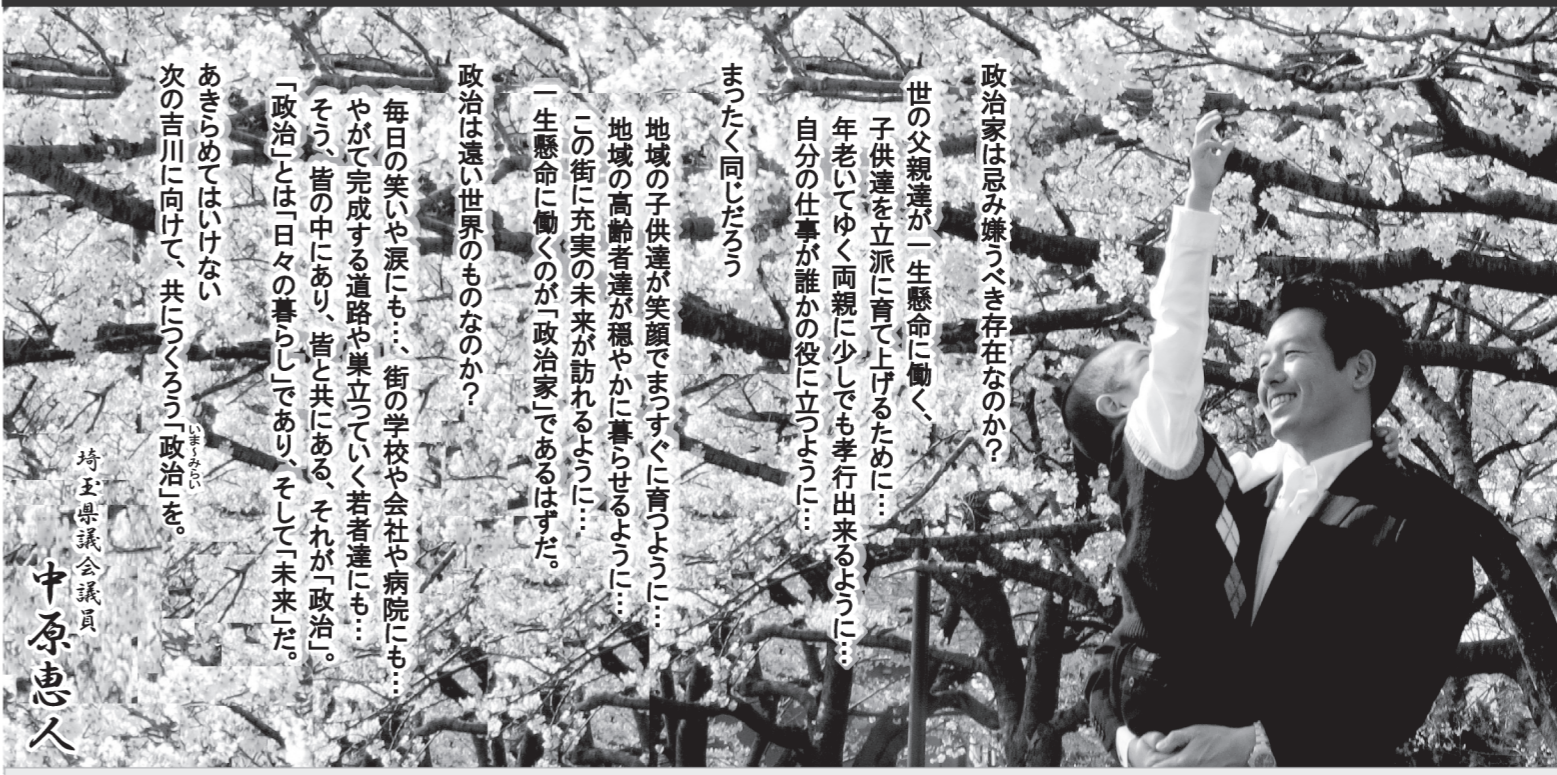 政治家は忌み嫌うべき存在なのか？
世の父親達が一生懸命に働く、
子供達を立派に育て上げるために…
年老いてゆく両親に少しでも孝行出来るように…
自分の仕事が誰かの役に立つように…
まったく同じだろう
地域の子供達が笑顔でまっすぐに育つように…
地域の高齢者達が穏やかに暮らせるように…
この街に充実の未来が訪れるように…
一生懸命に働くのが「政治家」であるはずだ。
政治は遠い世界のものなのか？
毎日の笑いや涙にも…、街の学校や会社や病院にも…
やがて完成する道路や巣立つていく若者達にも…
そう、皆の中にあり、皆と共にある、それが「政治」。
「政治」とは「日々の暮らし」であり、そして「未来」だ。
あきらめてはいけない
次の吉川に向けて、共につくろう「政治」を。
いま～みらい
埼玉県議会議員
中原恵人